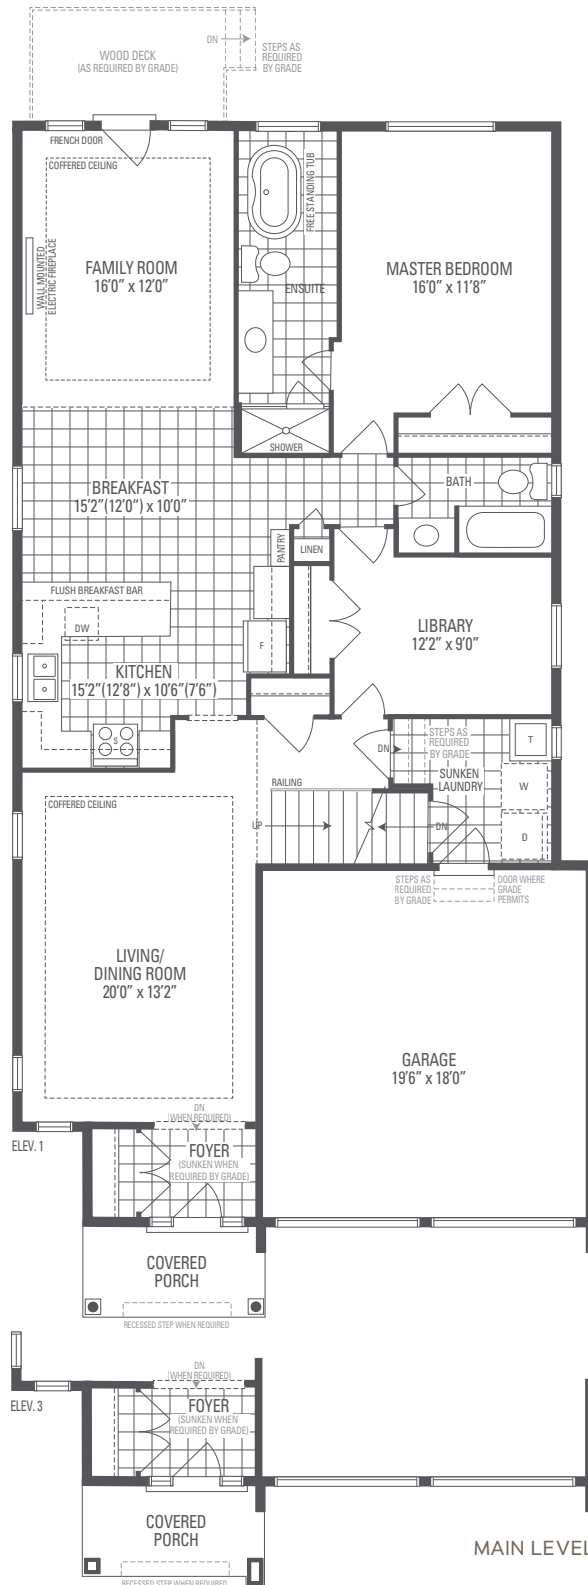 DN
WOOD DECK
(AS REQUIRED BY GRADE)
STEPS AS
REQUIRED
BY GRADE
FRENCH DOOR
COFFERED CEILING
WALL MOUNTED
ELECTRIC FIREPLACE
FAMILY ROOM
16'0" x 12'0"
FREESTANDING TUB
ENSUITE
MASTER BEDROOM
16'0" x 11'8"
SHOWER
BREAKFAST
15'2"(12'0") x 10'0"
BATH
PANTRY
LINEN
FLUSH BREAKFAST BAR
DW
F
LIBRARY
12'2" x 9'0"
KITCHEN
15'2"(12'8") x 10'6"(7'6")
S
DN
STEPS AS
REQUIRED
BY GRADE
T
SUNKEN
LAUNDRY
W
D
RAILING
UP
DN
COFFERED CEILING
STEPS AS
REQUIRED
BY GRADE
DOOR WHERE
GRADE
PERMITS
LIVING/
DINING ROOM
20'0" x 13'2"
GARAGE
19'6" x 18'0"
DN
(WHEN REQUIRED)
ELEV. 1
FOYER
(SUNKEN WHEN
REQUIRED BY GRADE)
COVERED
PORCH
RECESSED STEP WHEN REQUIRED
DN
(WHEN REQUIRED)
ELEV. 3
FOYER
(SUNKEN WHEN
REQUIRED BY GRADE)
COVERED
PORCH
MAIN LEVEL
RECESSED STEP WHEN REQUIRED